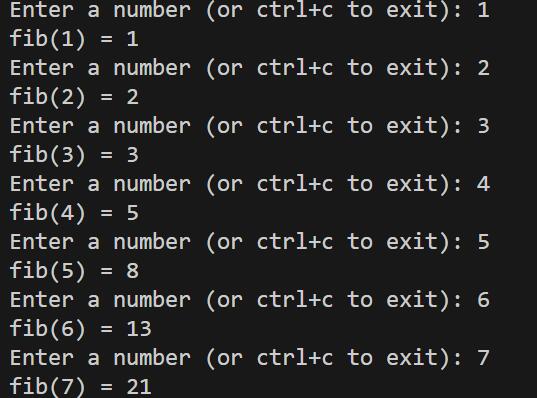 Enter a number (or ctrl+c to exit): 1
fib(1) = 1
Enter a number (or ctrl+c to exit): 2
fib(2) = 2
Enter a number (or ctrl+c to exit): 3
fib(3) = 3
Enter a number (or ctrl+c to exit): 4
fib(4) = 5
Enter a number (or ctrl+c to exit): 5
fib(5) = 8
Enter a number (or ctrl+c to exit): 6
fib(6) = 13
Enter a number (or ctrl+c to exit): 7
fib(7) = 21